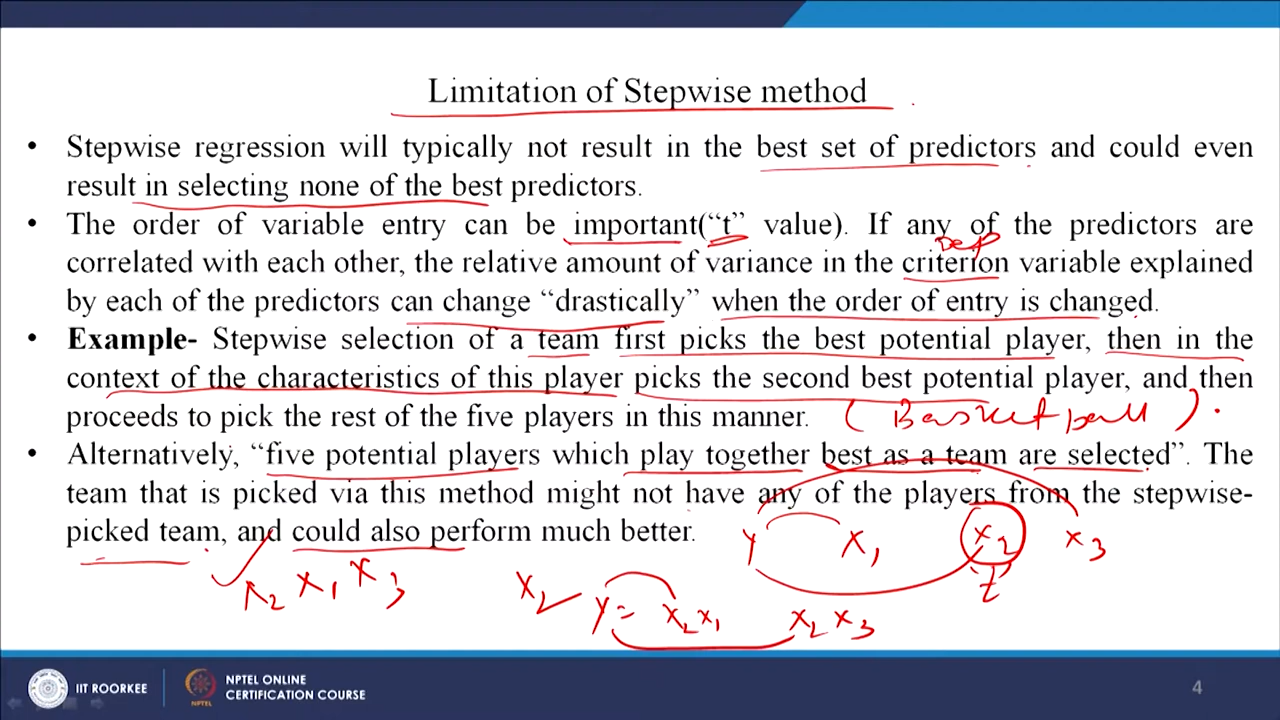 Limitation of Stepwise method
• Stepwise regression will typically not result in the best set of predictors and could even
result in selecting none of the best predictors.
• The order of variable entry can be important(“t” value). If any of the predictors are
Dep
correlated with each other, the relative amount of variance in the criterion variable explained
by each of the predictors can change “drastically” when the order of entry is changed.
• Example- Stepwise selection of a team first picks the best potential player, then in the
context of the characteristics of this player picks the second best potential player, and then
proceeds to pick the rest of the five players in this manner. (Basketball).
• Alternatively, “five potential players which play together best as a team are selected”. The
team that is picked via this method might not have any of the players from the stepwise-
picked team, and could also perform much better.
Y X1 X2 X3
"t"
X2 X1 X3
X2 Y= X2X1 X2X3
IIT ROORKEE
NPTEL ONLINE
CERTIFICATION COURSE
4